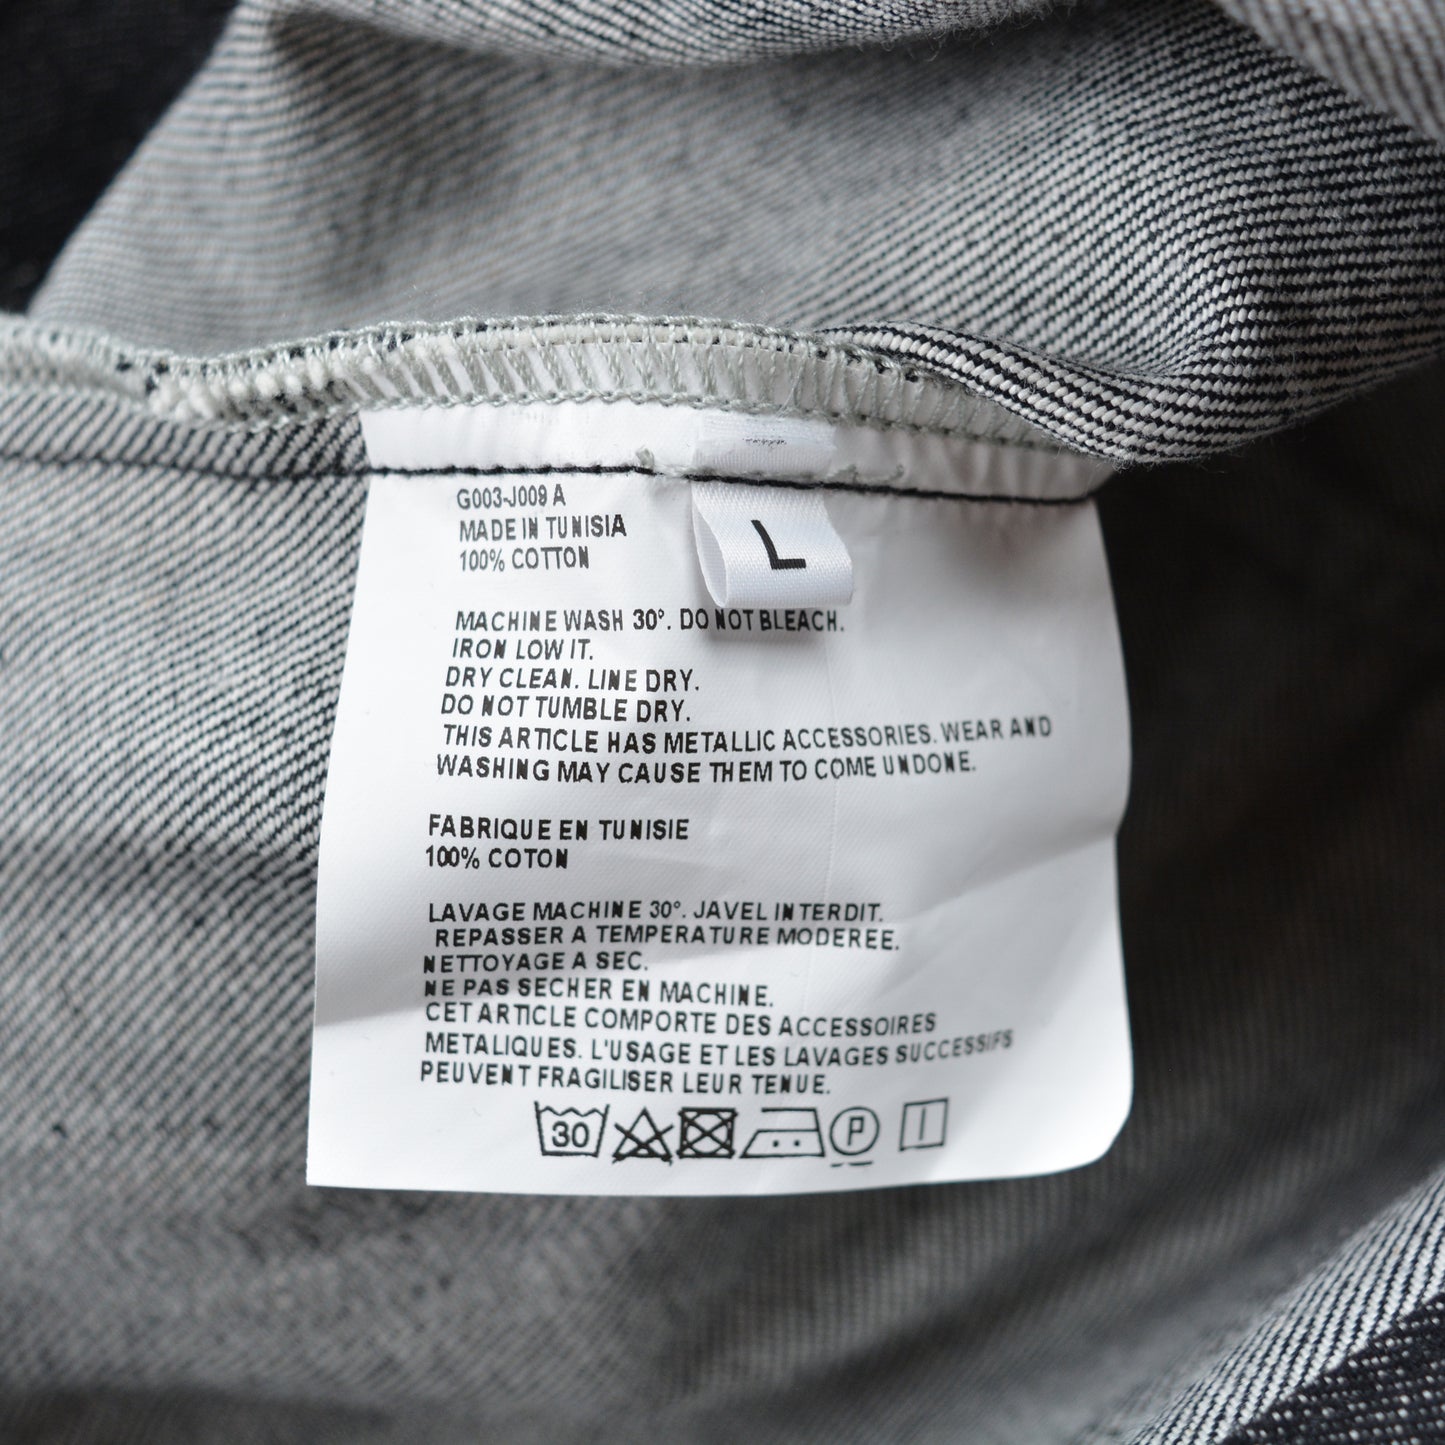 G003-J009 A
MADE IN TUNISIA
100% COTTON
L
MACHINE WASH 30°. DO NOT BLEACH.
IRON LOW IT.
DRY CLEAN. LINE DRY.
DO NOT TUMBLE DRY.
THIS ARTICLE HAS METALLIC ACCESSORIES. WEAR AND
WASHING MAY CAUSE THEM TO COME UNDONE.
FABRIQUE EN TUNISIE
100% COTON
LAVAGE MACHINE 30°. JAVEL INTERDIT.
REPASSER A TEMPERATURE MODEREE.
NETTOYAGE A SEC.
NE PAS SECHER EN MACHINE.
CET ARTICLE COMPORTE DES ACCESSOIRES
METALIQUES. L'USAGE ET LES LAVAGES SUCCESSIFS
PEUVENT FRAGILISER LEUR TENUE.
30 P